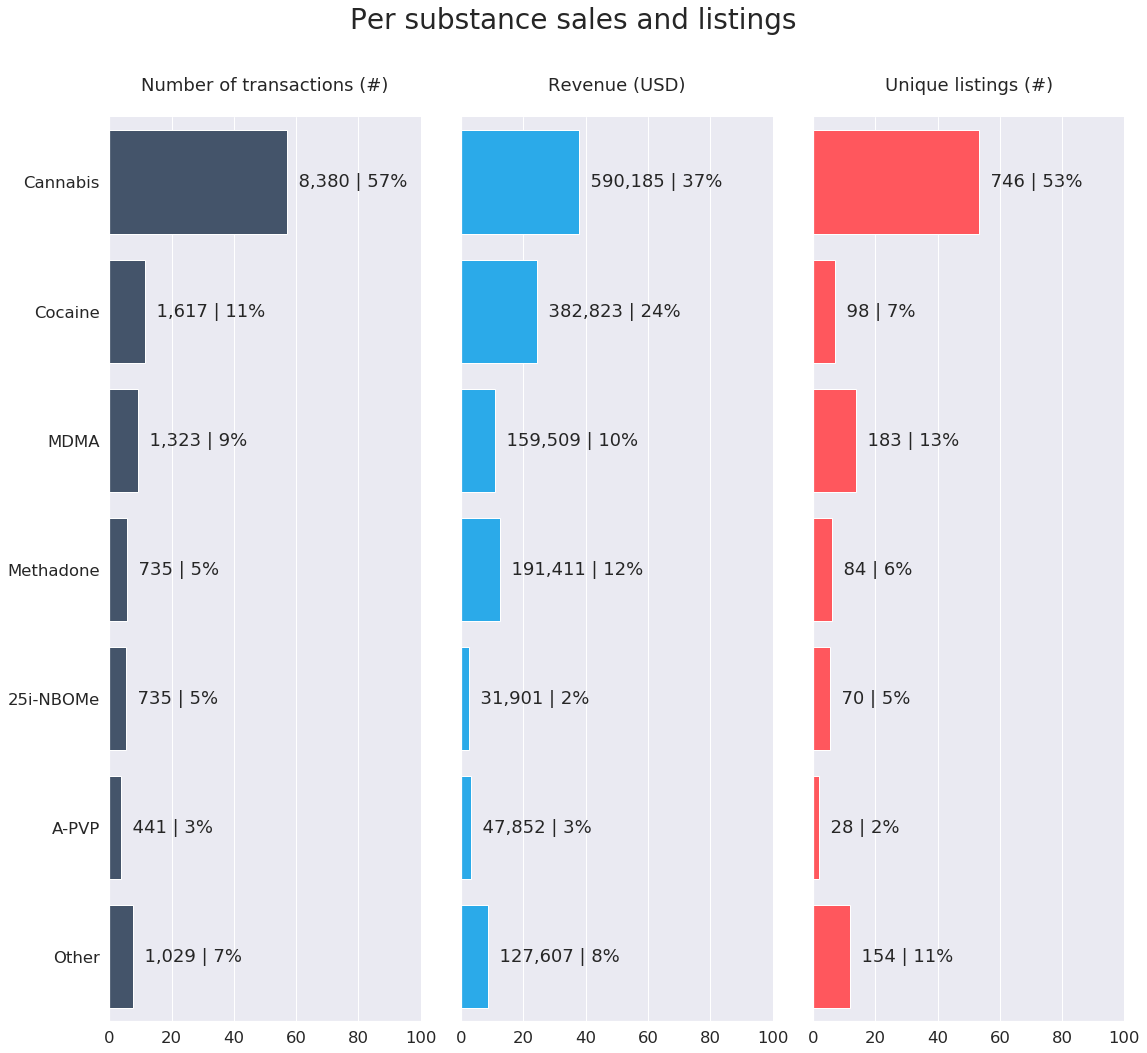 Per substance sales and listings
Number of transactions (#) Revenue (USD) Unique listings (#)
Cannabis 8,380 | 57% 590,185 | 37% 746 | 53%
Cocaine 1,617 | 11% 382,823 | 24% 98 | 7%
MDMA 1,323 | 9% 159,509 | 10% 183 | 13%
Methadone 735 | 5% 191,411 | 12% 84 | 6%
25i-NBOMe 735 | 5% 31,901 | 2% 70 | 5%
A-PVP 441 | 3% 47,852 | 3% 28 | 2%
Other 1,029 | 7% 127,607 | 8% 154 | 11%
0 20 40 60 80 100 0 20 40 60 80 100 0 20 40 60 80 100